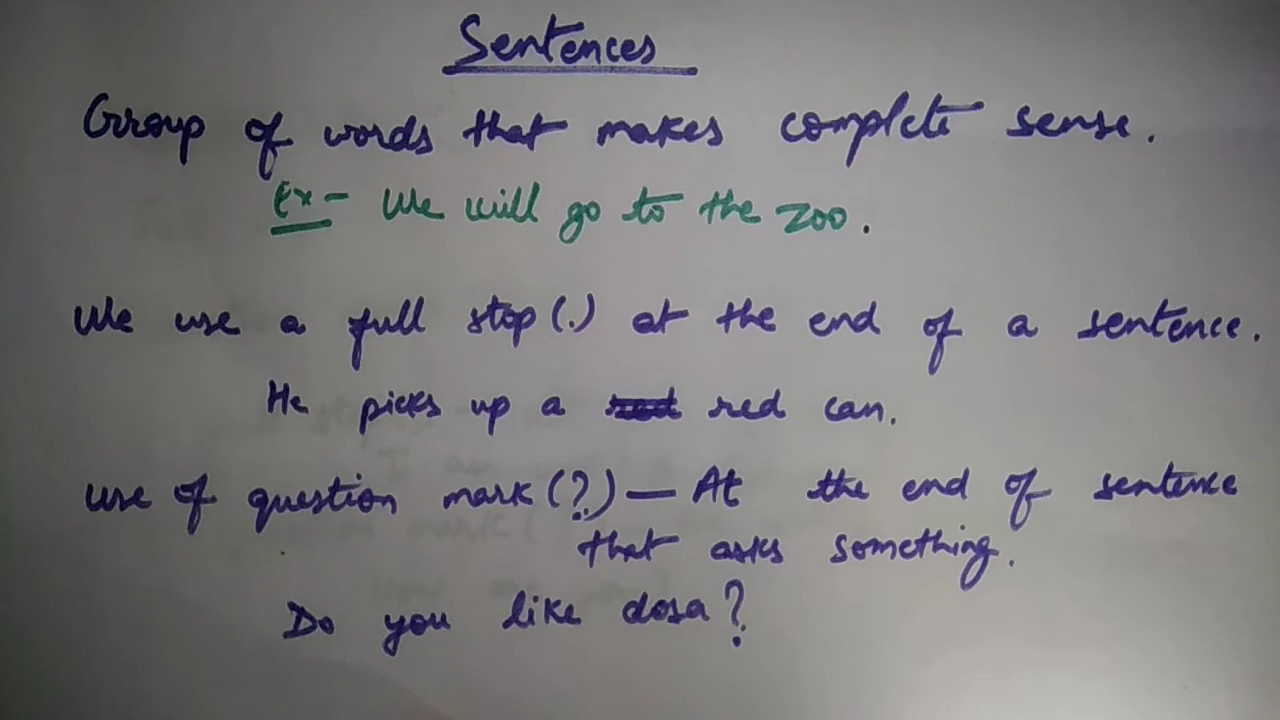 Sentences
Group of words that makes complete sense.
Ex - We will go to the zoo.
We use a full stop(.) at the end of a sentence.
He picks up a red can.
use of question mark(?) — At the end of sentence
that asks something.
Do you like dosa?